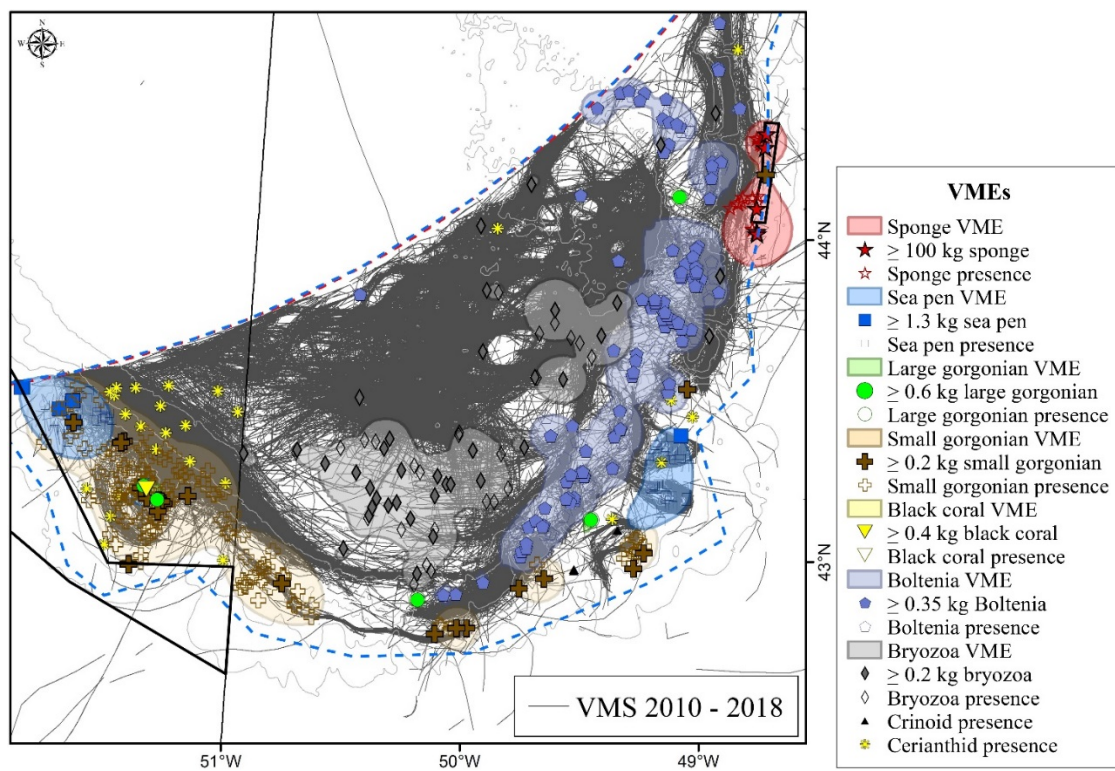 N
W E
S
44°N
43°N
VMS 2010 - 2018
51°W 50°W 49°W
VMEs
Sponge VME
≥ 100 kg sponge
Sponge presence
Sea pen VME
≥ 1.3 kg sea pen
Sea pen presence
Large gorgonian VME
≥ 0.6 kg large gorgonian
Large gorgonian presence
Small gorgonian VME
≥ 0.2 kg small gorgonian
Small gorgonian presence
Black coral VME
≥ 0.4 kg black coral
Black coral presence
Boltenia VME
≥ 0.35 kg Boltenia
Boltenia presence
Bryozoa VME
≥ 0.2 kg bryozoa
Bryozoa presence
Crinoid presence
Cerianthid presence